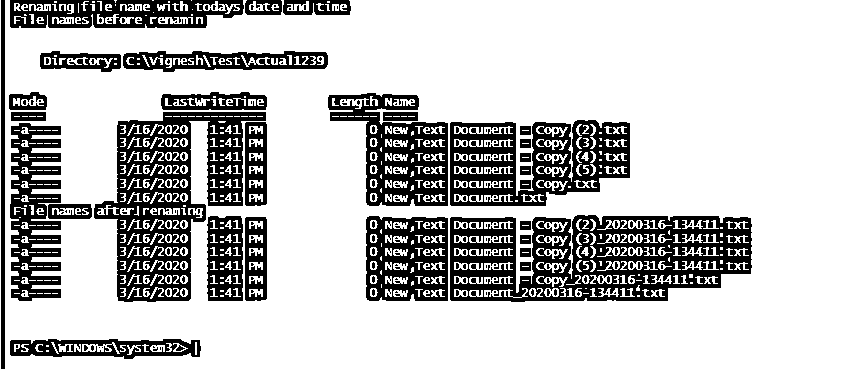 Renaming file name with todays date and time
File names before renamin
Directory: C:\Vignesh\Test\Actual1239
Mode LastWriteTime Length Name
---- ------------- ------ ----
-a---- 3/16/2020 1:41 PM 0 New Text Document - Copy (2).txt
-a---- 3/16/2020 1:41 PM 0 New Text Document - Copy (3).txt
-a---- 3/16/2020 1:41 PM 0 New Text Document - Copy (4).txt
-a---- 3/16/2020 1:41 PM 0 New Text Document - Copy (5).txt
-a---- 3/16/2020 1:41 PM 0 New Text Document - Copy.txt
-a---- 3/16/2020 1:41 PM 0 New Text Document.txt
File names after renaming
-a---- 3/16/2020 1:41 PM 0 New Text Document - Copy (2)_20200316-134411.txt
-a---- 3/16/2020 1:41 PM 0 New Text Document - Copy (3)_20200316-134411.txt
-a---- 3/16/2020 1:41 PM 0 New Text Document - Copy (4)_20200316-134411.txt
-a---- 3/16/2020 1:41 PM 0 New Text Document - Copy (5)_20200316-134411.txt
-a---- 3/16/2020 1:41 PM 0 New Text Document - Copy_20200316-134411.txt
-a---- 3/16/2020 1:41 PM 0 New Text Document_20200316-134411.txt
PS C:\WINDOWS\system32>